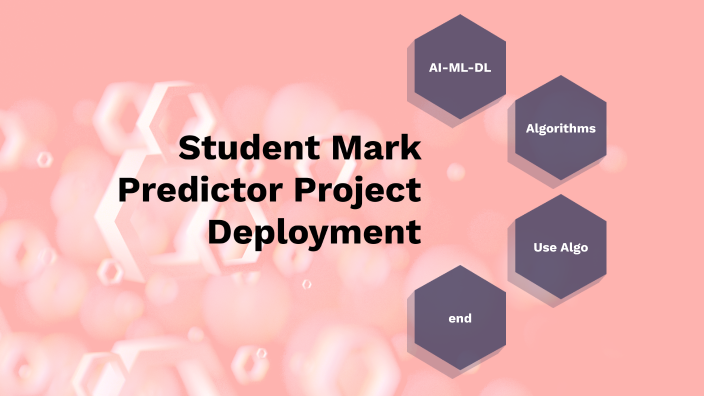 Student Mark
Predictor Project
Deployment
AI-ML-DL
Algorithms
Use Algo
end